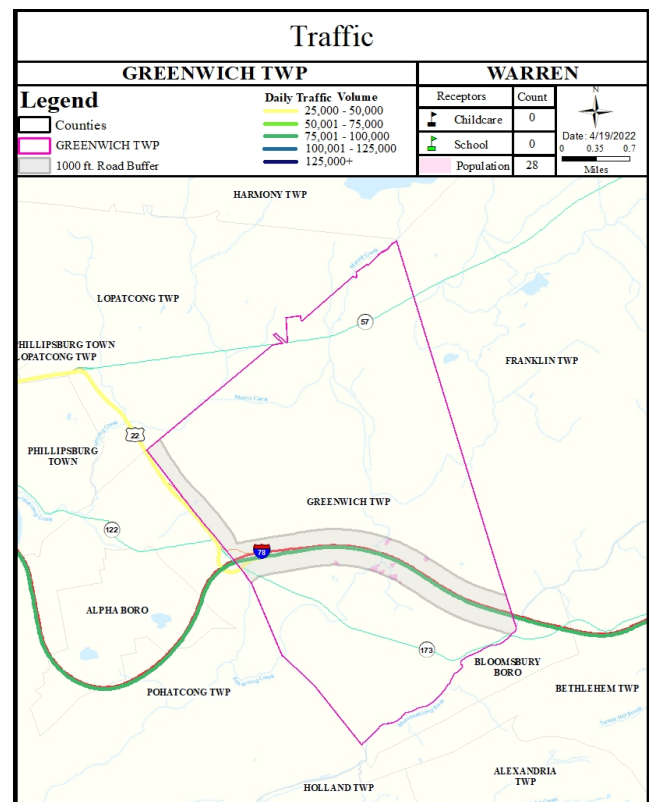 Traffic
GREENWICH TWP
WARREN
Legend
Counties
GREENWICH TWP
1000 ft. Road Buffer
Daily Traffic Volume
25,000 - 50,000
50,001 - 75,000
75,001 - 100,000
100,001 - 125,000
125,000+
Receptors Count
Childcare 0
School 0
Population 28
N
Date: 4/19/2022
0 0.35 0.7
Miles
HARMONY TWP
LOPATCONG TWP
57
PHILLIPSBURG TOWN
LOPATCONG TWP
FRANKLIN TWP
Morris Canal
22
PHILLIPSBURG
TOWN
GREENWICH TWP
122
78
ALPHA BORO
173
BLOOMSBURY
BORO
POHATCONG TWP
BETHLEHEM TWP
ALEXANDRIA
TWP
HOLLAND TWP